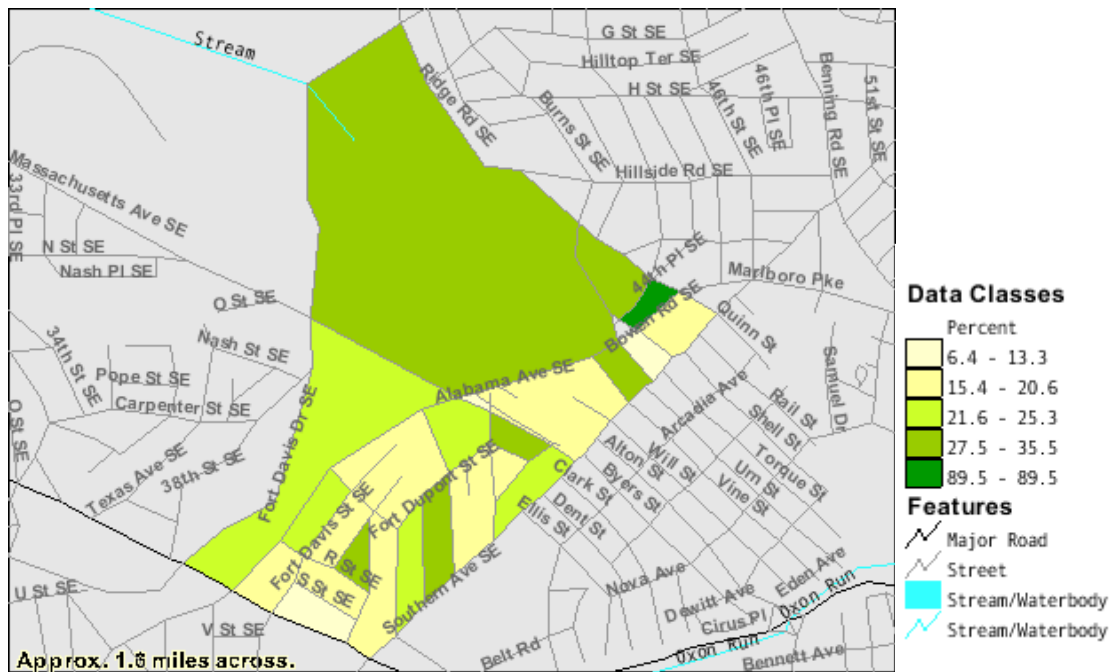 G St SE
Stream
Hilltop Ter SE
Ridge Rd SE
H St SE
Burns St SE
46th St SE
46th Pl SE
Benning Rd SE
51st St SE
Massachusetts Ave SE
33rd Pl SE
Hillside Rd SE
N St SE
Nash Pl SE
44th Pl SE
Marlboro Pke
O St SE
Bowen Rd SE
Quinn St
34th St SE
Nash St SE
Pope St SE
Carpenter St SE
Alabama Ave SE
Samuel Dr
Fort Davis Dr SE
Arcadia Ave
Rail St
Shell St
Torque St
O St SE
Texas Ave SE
38th St SE
Fort Davis St SE
Fort Dupont St SE
Alton St
Will St
Clark St
Byers St
Urn St
Vine St
Ellis St
Dent St
R St SE
S St SE
Southern Ave SE
U St SE
V St SE
Nova Ave
Eden Ave
Dewitt Ave
Oxon Run
Cirus Pl
Belt Rd
Oxon Run
Bennett Ave
Approx. 1.6 miles across.
Data Classes
Percent
6.4 - 13.3
15.4 - 20.6
21.6 - 25.3
27.5 - 35.5
89.5 - 89.5
Features
Major Road
Street
Stream/Waterbody
Stream/Waterbody